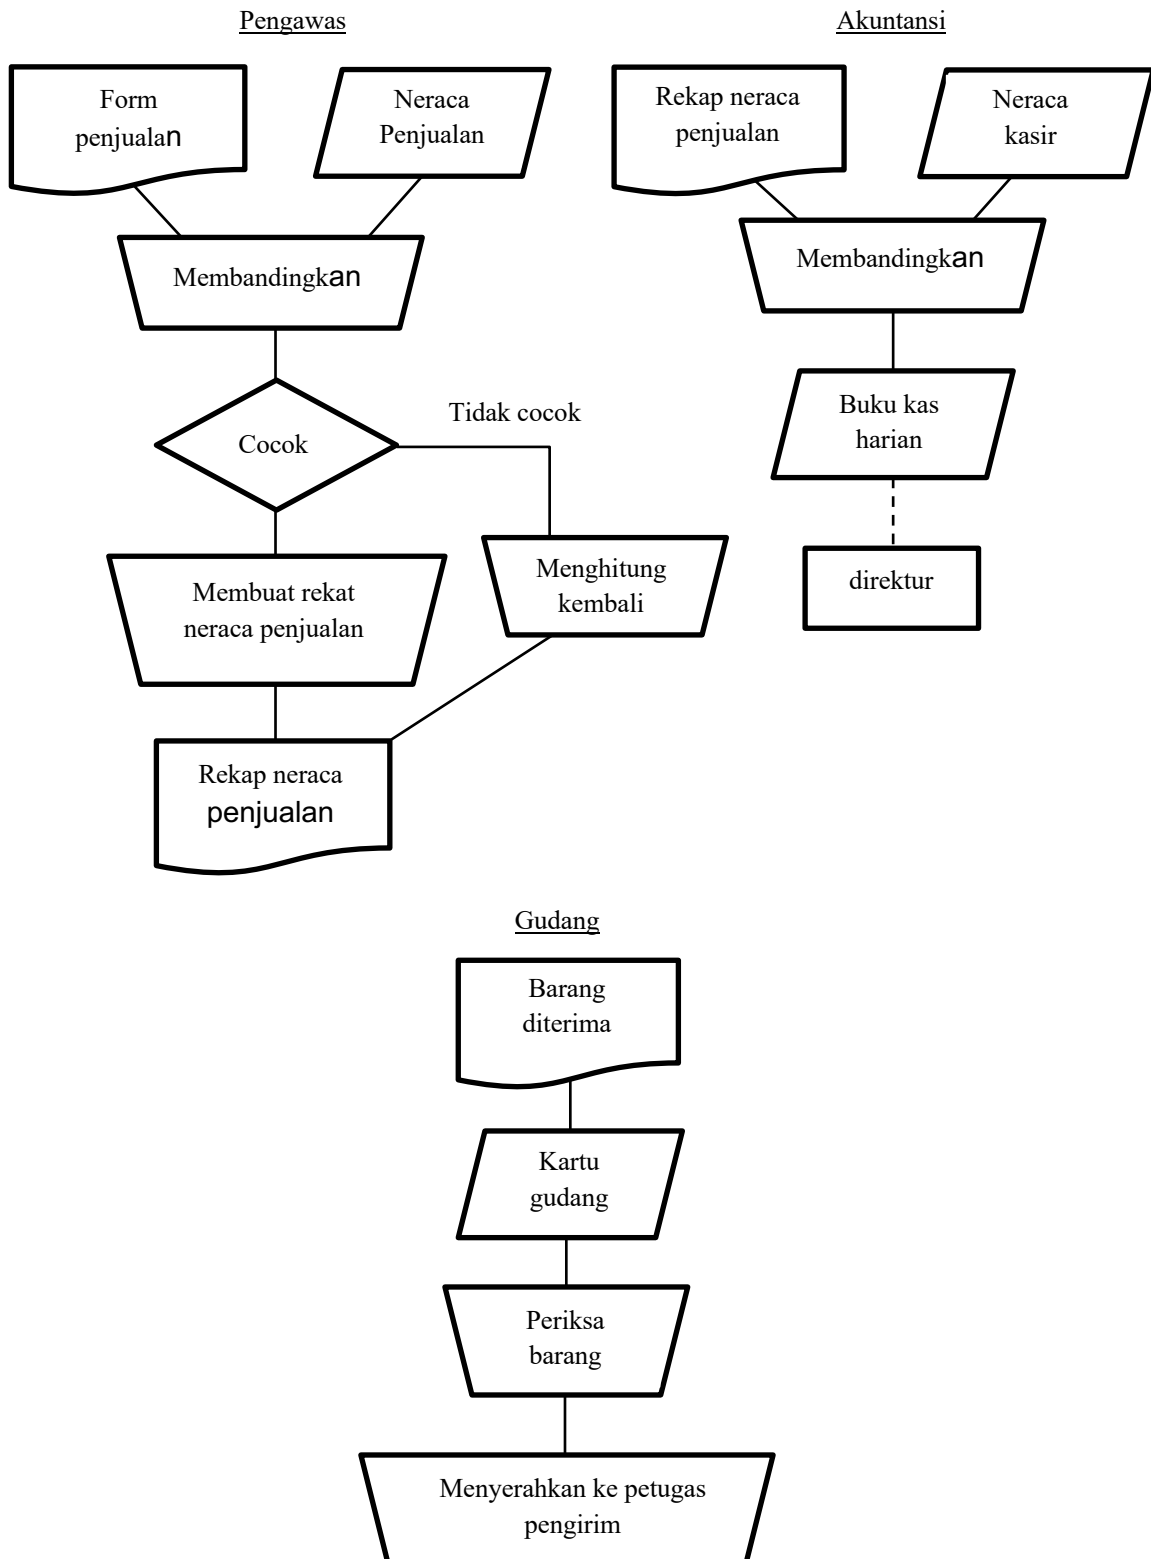 Pengawas
Form
penjualan
Neraca
Penjualan
Membandingkan
Cocok
Tidak cocok
Membuat rekat
neraca penjualan
Menghitung
kembali
Rekap neraca
penjualan
Akuntansi
Rekap neraca
penjualan
Neraca
kasir
Membandingkan
Buku kas
harian
direktur
Gudang
Barang
diterima
Kartu
gudang
Periksa
barang
Menyerahkan ke petugas
pengirim